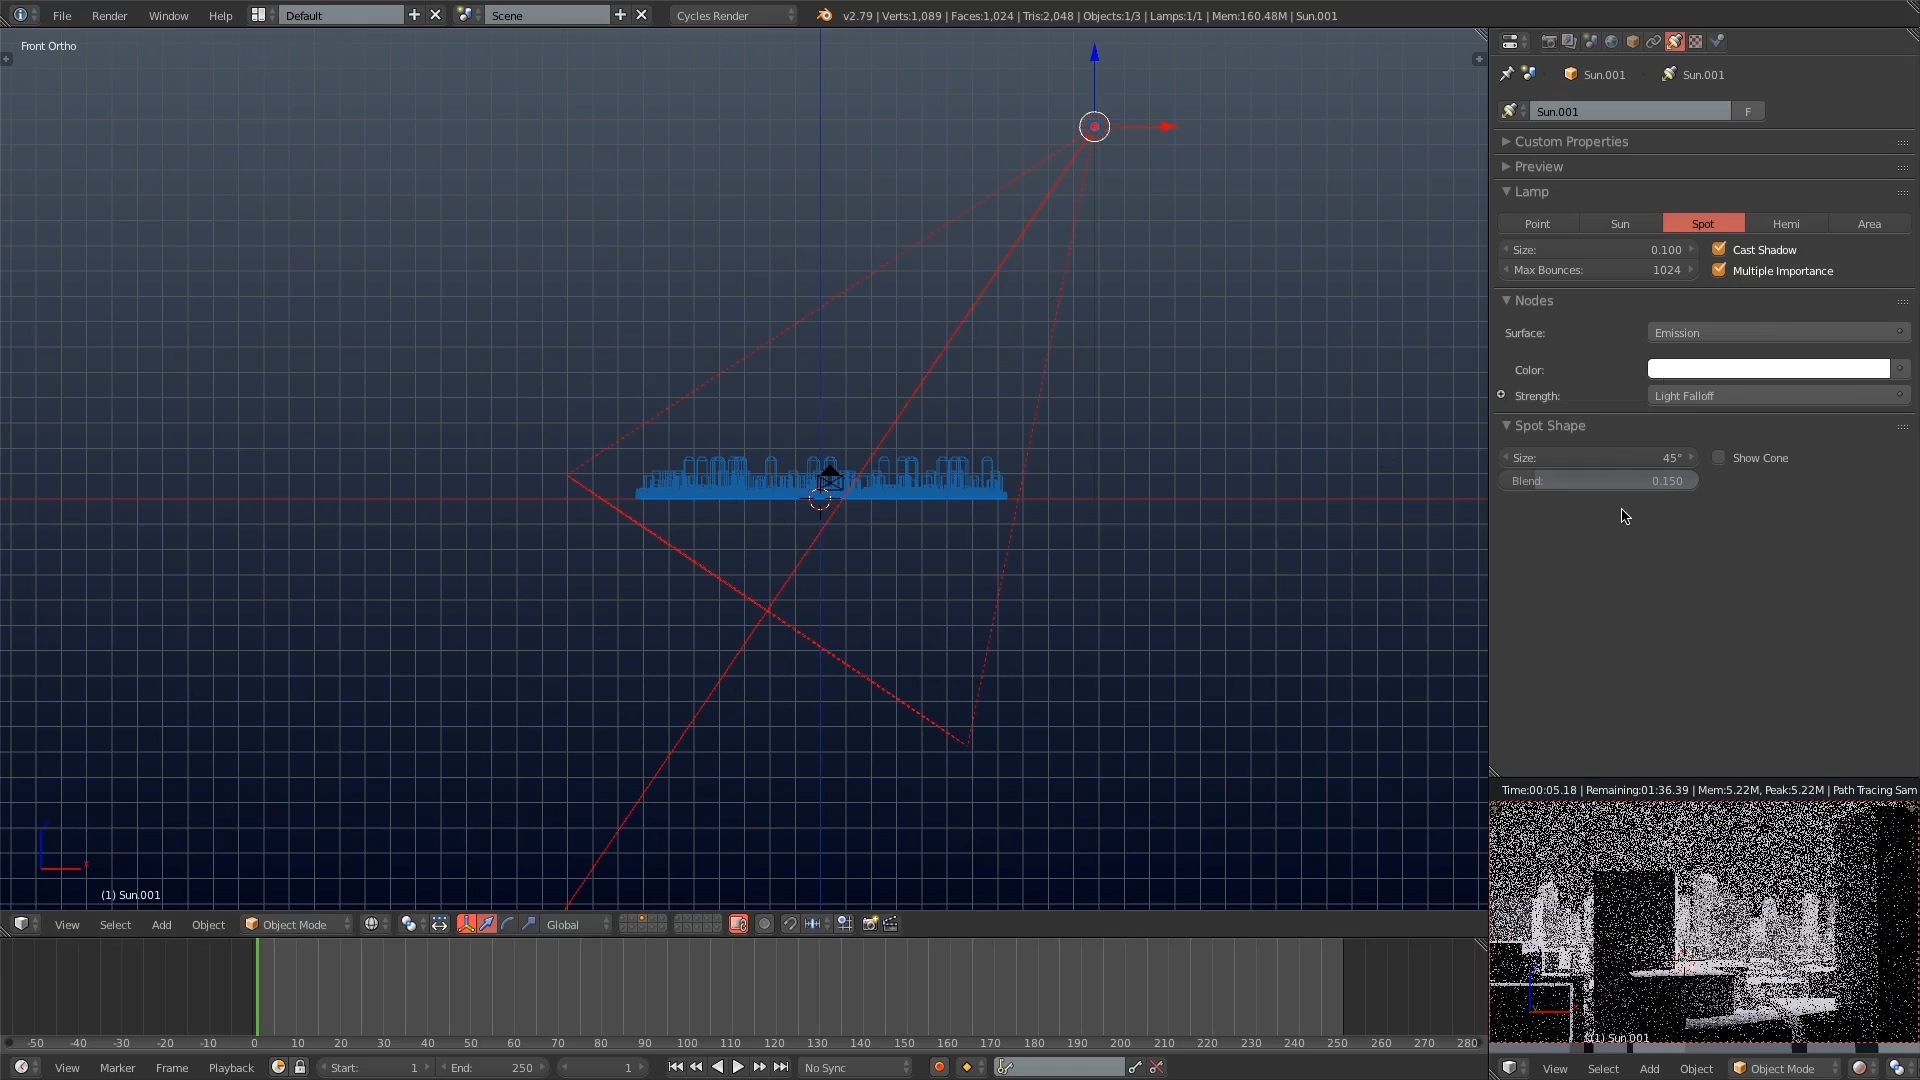 File Render Window Help Default Scene Cycles Render v2.79 | Verts:1,089 | Faces:1,024 | Tris:2,048 | Objects:1/3 | Lamps:1/1 | Mem:160.48M | Sun.001
Front Ortho
Sun.001 Sun.001
Sun.001 F
Custom Properties
Preview
Lamp
Point Sun Spot Hemi Area
Size: 0.100 Cast Shadow
Max Bounces: 1024 Multiple Importance
Nodes
Surface: Emission
Color:
Strength: Light Falloff
Spot Shape
Size: 45° Show Cone
Blend: 0.150
Time:00:05.18 | Remaining:01:36.39 | Mem:5.22M, Peak:5.22M | Path Tracing Sam
(1) Sun.001
(1) Sun.001
View Select Add Object Object Mode Global
-50 -40 -30 -20 -10 0 10 20 30 40 50 60 70 80 90 100 110 120 130 140 150 160 170 180 190 200 210 220 230 240 250 260 270 280
View Marker Frame Playback Start: 1 End: 250 1 No Sync
View Select Add Object Object Mode